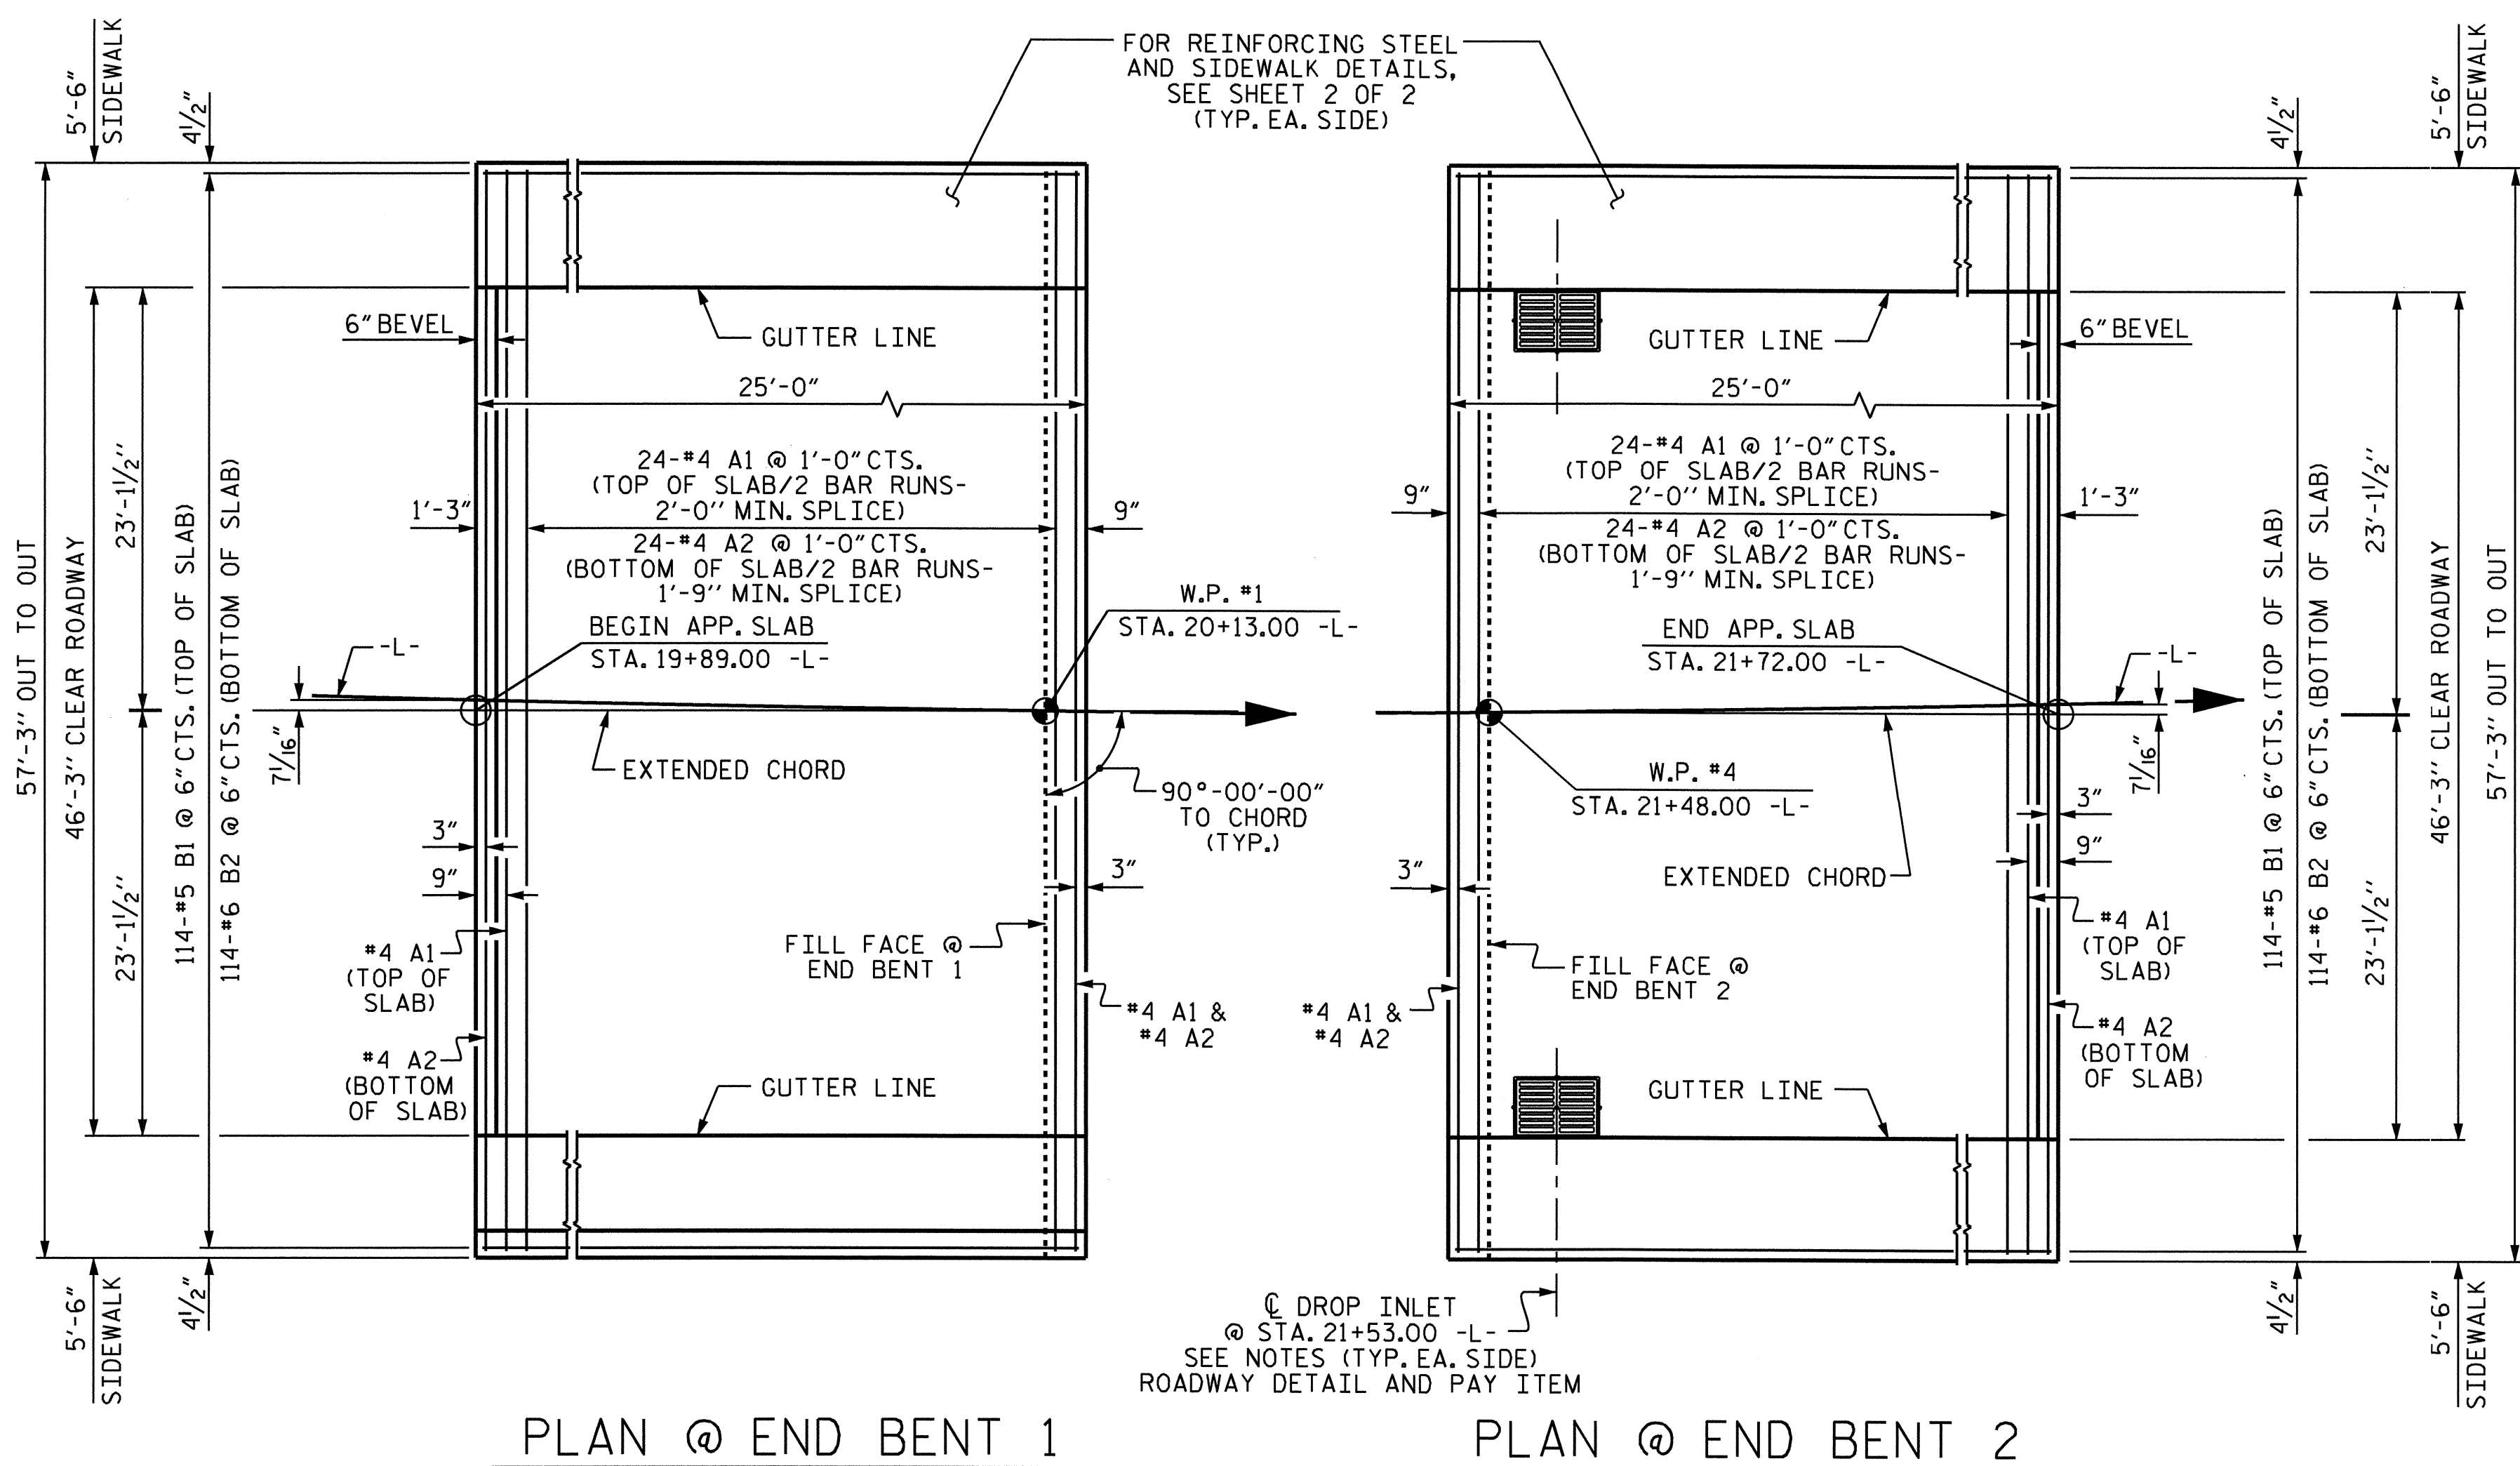 FOR REINFORCING STEEL
AND SIDEWALK DETAILS,
SEE SHEET 2 OF 2
(TYP. EA. SIDE)
5'-6"
SIDEWALK
4½"
57'-3" OUT TO OUT
46'-3" CLEAR ROADWAY
23'-1½"
23'-1½"
114-#5 B1 @ 6" CTS. (TOP OF SLAB)
114-#6 B2 @ 6" CTS. (BOTTOM OF SLAB)
6" BEVEL
GUTTER LINE
25'-0"
24-#4 A1 @ 1'-0" CTS.
(TOP OF SLAB/2 BAR RUNS-
2'-0" MIN. SPLICE)
1'-3"
9"
24-#4 A2 @ 1'-0" CTS.
(BOTTOM OF SLAB/2 BAR RUNS-
1'-9" MIN. SPLICE)
BEGIN APP. SLAB
STA. 19+89.00 -L-
W.P. #1
STA. 20+13.00 -L-
-L-
7 1/16"
EXTENDED CHORD
90°-00'-00"
TO CHORD
(TYP.)
3"
9"
3"
FILL FACE @
END BENT 1
#4 A1
(TOP OF
SLAB)
#4 A1 &
#4 A2
#4 A2
(BOTTOM
OF SLAB)
GUTTER LINE
5'-6"
SIDEWALK
4½"
PLAN @ END BENT 1
4½"
5'-6"
SIDEWALK
GUTTER LINE
6" BEVEL
25'-0"
24-#4 A1 @ 1'-0" CTS.
(TOP OF SLAB/2 BAR RUNS-
2'-0" MIN. SPLICE)
9"
1'-3"
24-#4 A2 @ 1'-0" CTS.
(BOTTOM OF SLAB/2 BAR RUNS-
1'-9" MIN. SPLICE)
END APP. SLAB
STA. 21+72.00 -L-
-L-
7 1/16"
W.P. #4
STA. 21+48.00 -L-
EXTENDED CHORD
3"
9"
3"
FILL FACE @
END BENT 2
#4 A1
(TOP OF
SLAB)
#4 A1 &
#4 A2
#4 A2
(BOTTOM
OF SLAB)
GUTTER LINE
114-#5 B1 @ 6" CTS. (TOP OF SLAB)
114-#6 B2 @ 6" CTS. (BOTTOM OF SLAB)
23'-1½"
23'-1½"
46'-3" CLEAR ROADWAY
57'-3" OUT TO OUT
4½"
5'-6"
SIDEWALK
℄ DROP INLET
@ STA. 21+53.00 -L-
SEE NOTES (TYP. EA. SIDE)
ROADWAY DETAIL AND PAY ITEM
PLAN @ END BENT 2